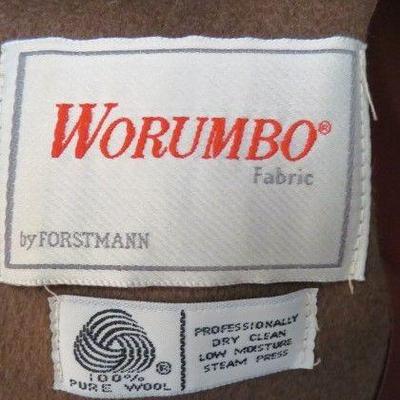 WORUMBO®
Fabric
by FORSTMANN
®
100%
PURE WOOL
PROFESSIONALLY
DRY CLEAN
LOW MOISTURE
STEAM PRESS